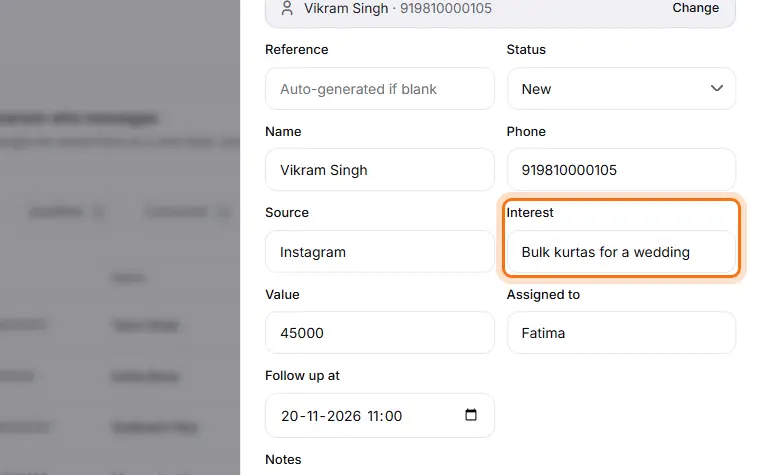 Vikram Singh · 919810000105 Change
Reference Status
Auto-generated if blank New
Name Phone
Vikram Singh 919810000105
Source Interest
Instagram Bulk kurtas for a wedding
Value Assigned to
45000 Fatima
Follow up at
20-11-2026 11:00
Notes